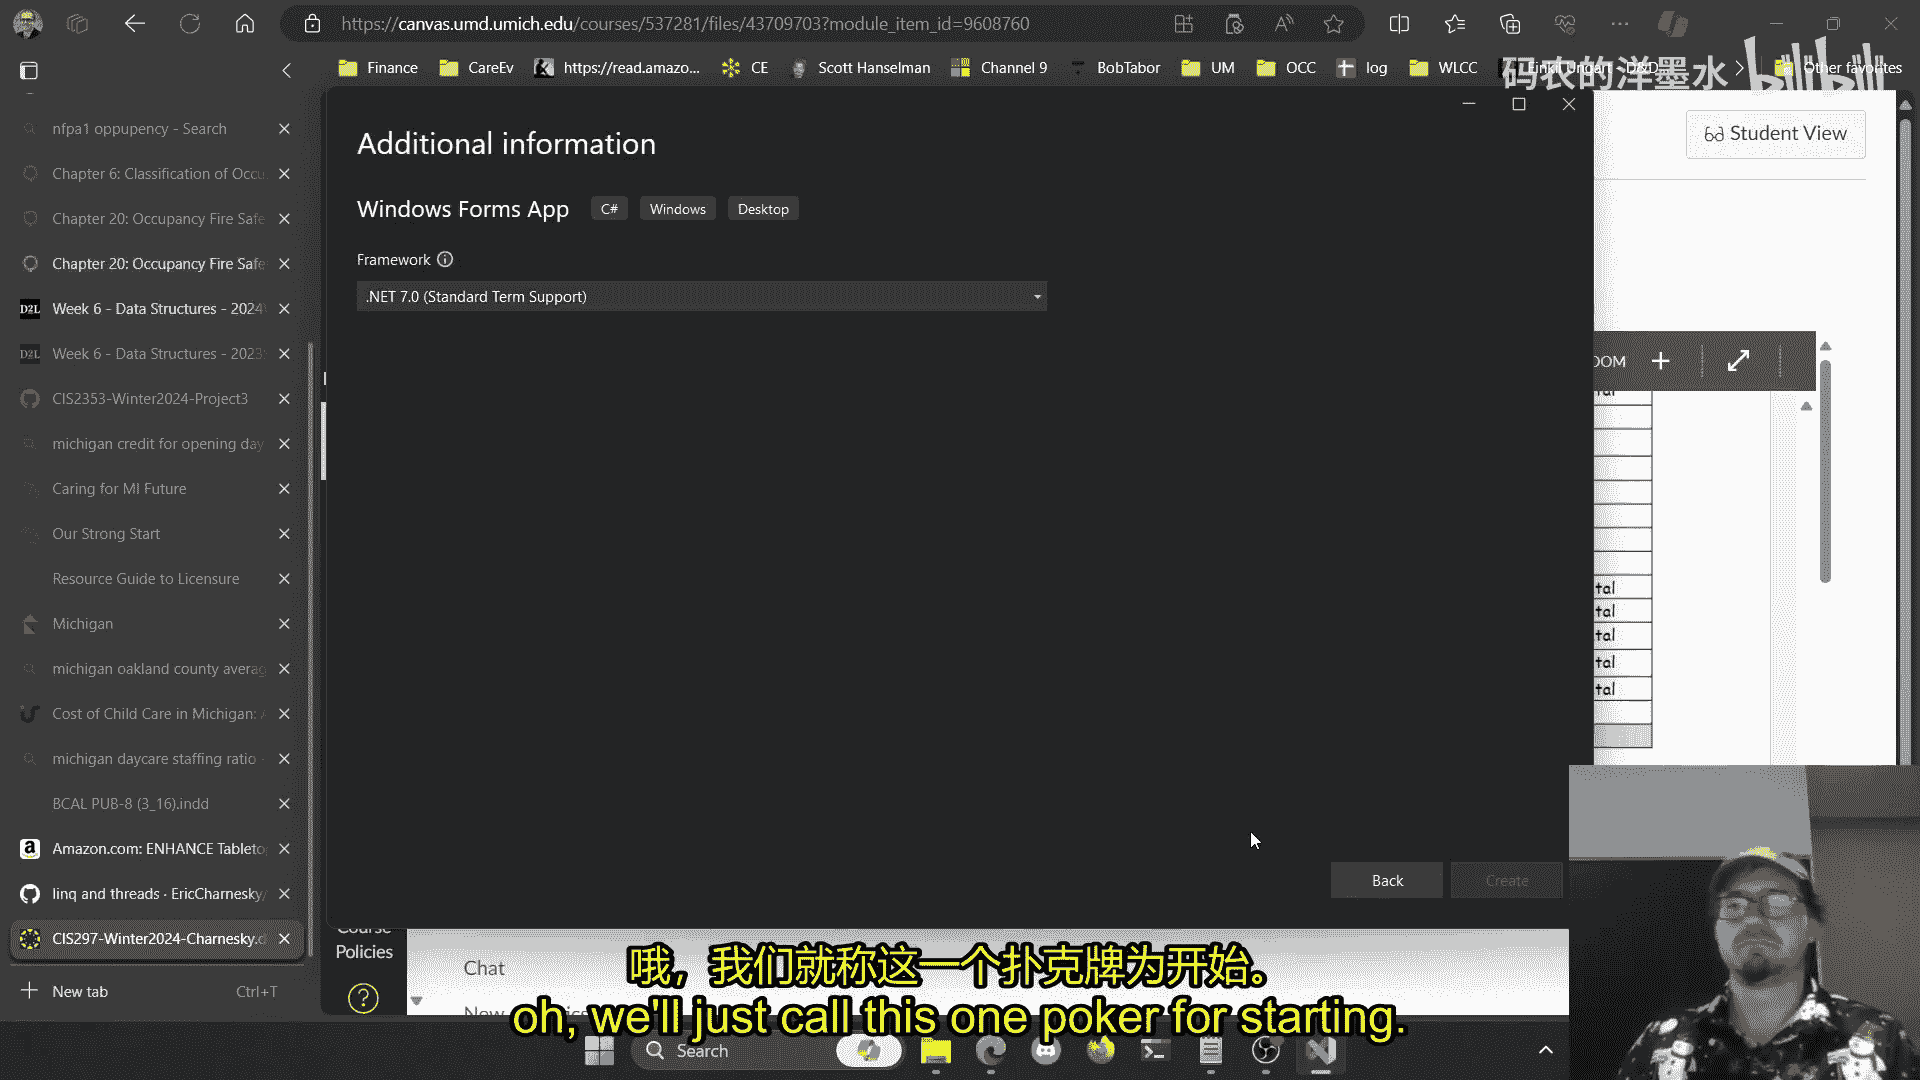 https://canvas.umd.umich.edu/courses/537281/files/43709703?module_item_id=9608760
Finance
CareEv
https://read.amazo...
CE
Scott Hanselman
Channel 9
BobTabor
UM
OCC
log
WLCC
Other favorites
码农的洋墨水
bilibili
nfpa1 oppupency - Search
Chapter 6: Classification of Occu
Chapter 20: Occupancy Fire Safe
Chapter 20: Occupancy Fire Safe
D2L Week 6 - Data Structures - 2024
D2L Week 6 - Data Structures - 2023
CIS2353-Winter2024-Project3
michigan credit for opening day
Caring for MI Future
Our Strong Start
Resource Guide to Licensure
Michigan
michigan oakland county averag
Cost of Child Care in Michigan:
michigan daycare staffing ratio -
BCAL PUB-8 (3_16).indd
Amazon.com: ENHANCE Tableto
linq and threads · EricCharnesky/
CIS297-Winter2024-Charnesky.d
New tab
Ctrl+T
Additional information
Windows Forms App
C#
Windows
Desktop
Framework
.NET 7.0 (Standard Term Support)
Back
Create
Student View
OOM
tal
tal
tal
tal
tal
Course
Policies
Chat
哦，我们就称这一个扑克牌为开始。
oh, we'll just call this one poker for starting.
Search